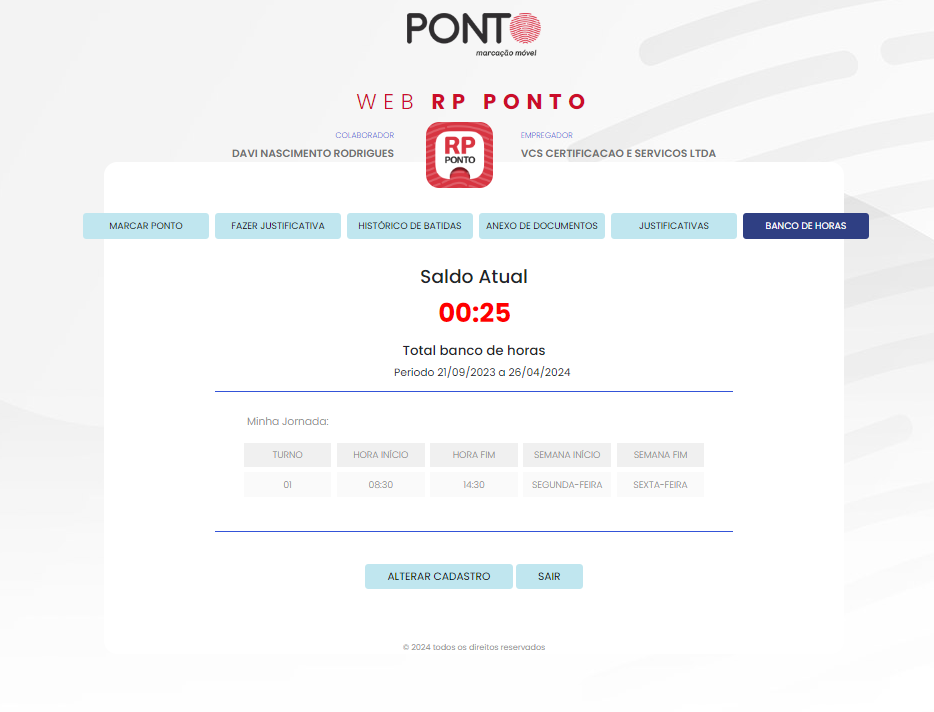 PONTO
marcação móvel
WEB RP PONTO
COLABORADOR
DAVI NASCIMENTO RODRIGUES
RP
PONTO
EMPREGADOR
VCS CERTIFICACAO E SERVICOS LTDA
MARCAR PONTO FAZER JUSTIFICATIVA HISTÓRICO DE BATIDAS ANEXO DE DOCUMENTOS JUSTIFICATIVAS BANCO DE HORAS
Saldo Atual
00:25
Total banco de horas
Periodo 21/09/2023 a 26/04/2024
Minha Jornada:
TURNO HORA INÍCIO HORA FIM SEMANA INÍCIO SEMANA FIM
01 08:30 14:30 SEGUNDA-FEIRA SEXTA-FEIRA
ALTERAR CADASTRO SAIR
© 2024 todos os direitos reservados